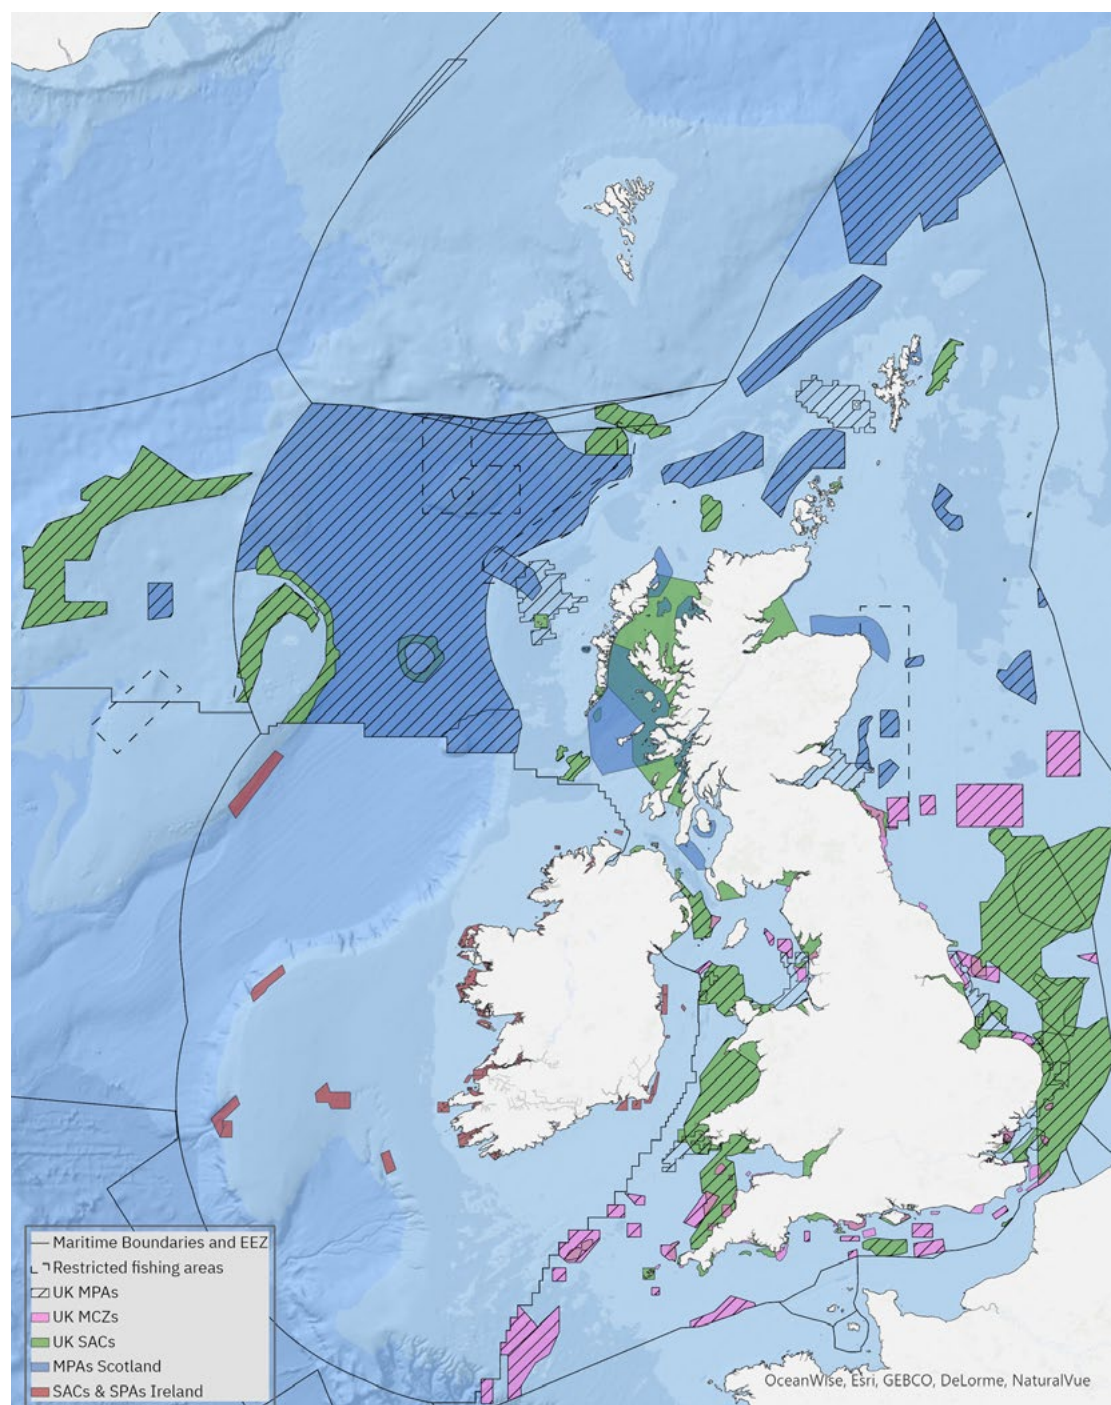 Maritime Boundaries and EEZ
Restricted fishing areas
UK MPAs
UK MCZs
UK SACs
MPAs Scotland
SACs & SPAs Ireland
OceanWise, Esri, GEBCO, DeLorme, NaturalVue